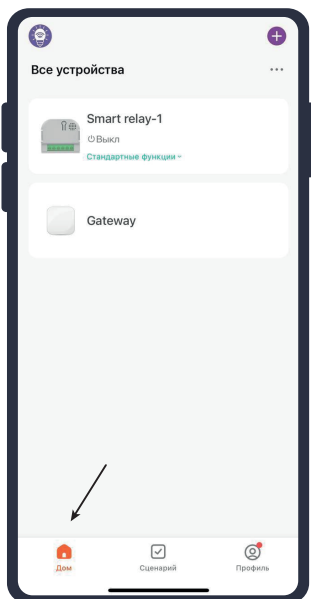 Все устройства
Smart relay-1
Выкл
Стандартные функции
Gateway
Дом
Сценарий
Профиль